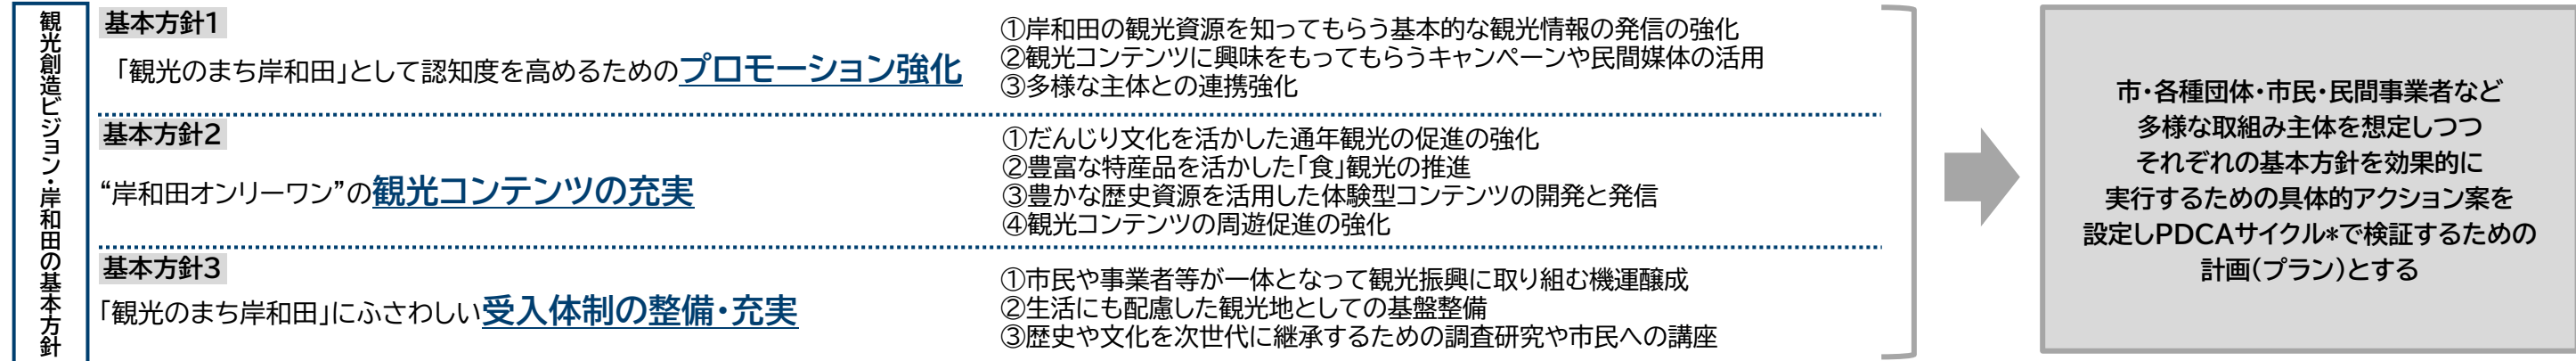 観光創造ビジョン・岸和田の基本方針
基本方針1
「観光のまち岸和田」として認知度を高めるためのプロモーション強化
①岸和田の観光資源を知ってもらう基本的な観光情報の発信の強化
②観光コンテンツに興味をもってもらうキャンペーンや民間媒体の活用
③多様な主体との連携強化
基本方針2
“岸和田オンリーワン”の観光コンテンツの充実
①だんじり文化を活かした通年観光の促進の強化
②豊富な特産品を活かした「食」観光の推進
③豊かな歴史資源を活用した体験型コンテンツの開発と発信
④観光コンテンツの周遊促進の強化
基本方針3
「観光のまち岸和田」にふさわしい受入体制の整備・充実
①市民や事業者等が一体となって観光振興に取り組む機運醸成
②生活にも配慮した観光地としての基盤整備
③歴史や文化を次世代に継承するための調査研究や市民への講座
市・各種団体・市民・民間事業者など
多様な取組み主体を想定しつつ
それぞれの基本方針を効果的に
実行するための具体的アクション案を
設定しPDCAサイクル*で検証するための
計画（プラン）とする